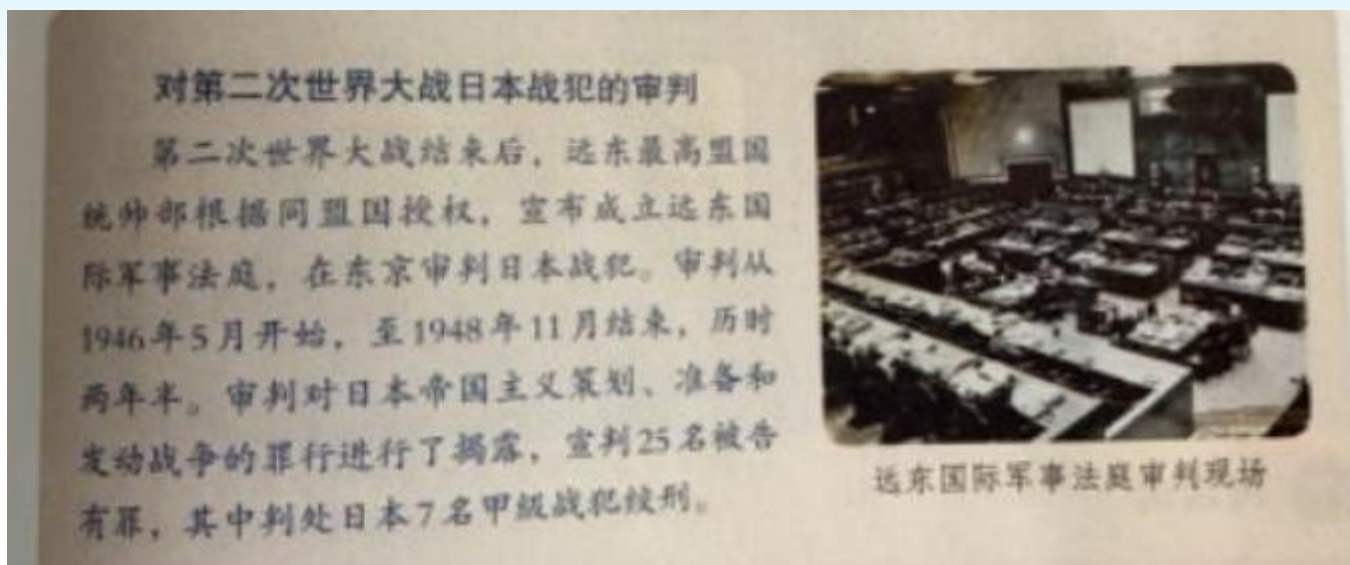 对第二次世界大战日本战犯的审判
第二次世界大战结束后，远东最高盟国
统帅部根据同盟国授权，宣布成立远东国
际军事法庭，在东京审判日本战犯。审判从
1946年5月开始，至1948年11月结束，历时
两年半。审判对日本帝国主义策划、准备和
发动战争的罪行进行了揭露，宣判25名被告
有罪，其中判处日本7名甲级战犯绞刑。
远东国际军事法庭审判现场